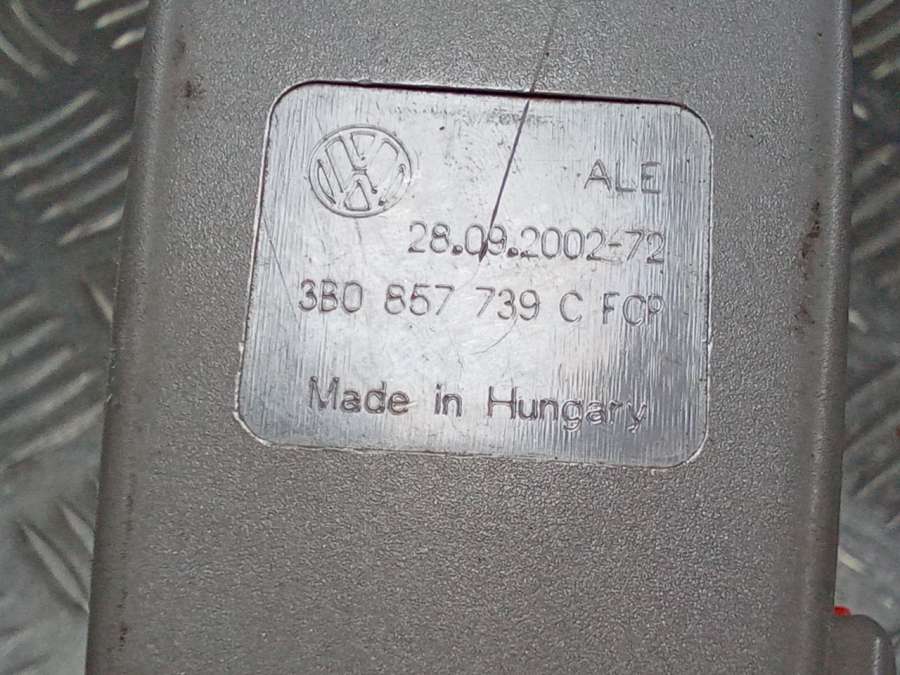 ALE
28.09.2002-72
3B0 857 739 C FCP
Made in Hungary